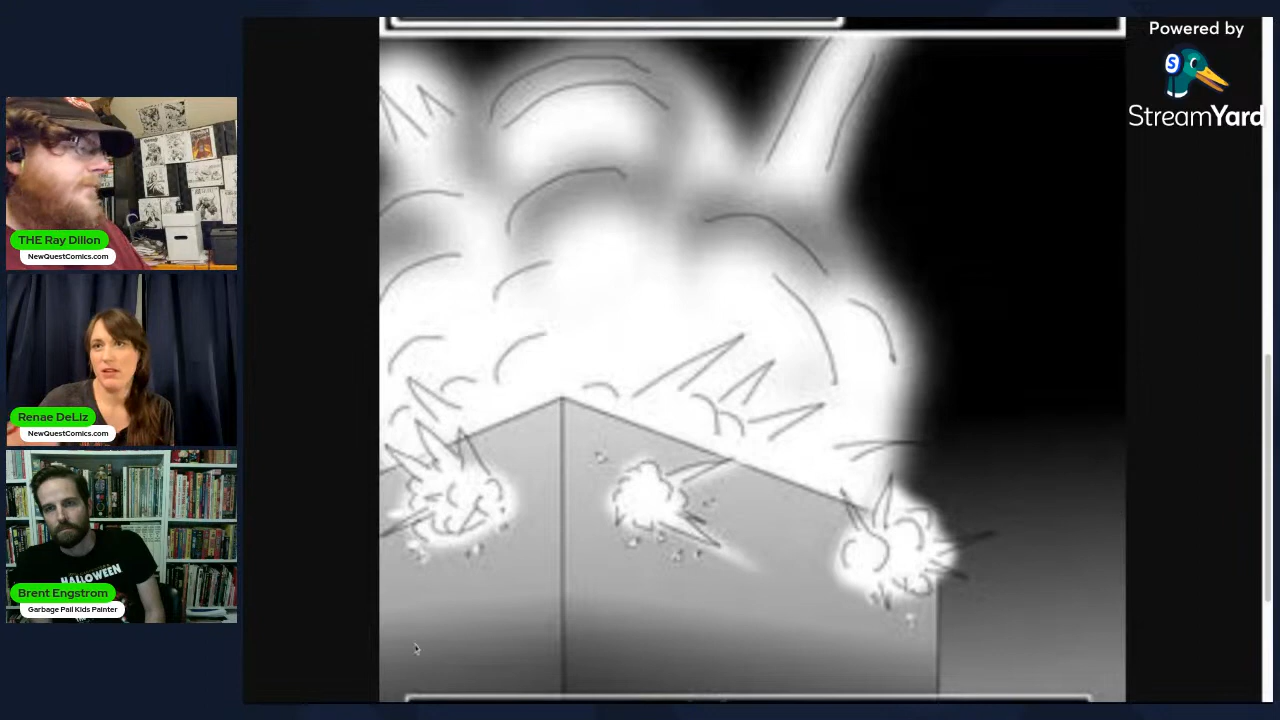 Powered by
StreamYard
THE Ray Dillon
NewQuestComics.com
Renae DeLiz
NewQuestComics.com
HALLOWEEN
Brent Engstrom
Garbage Pail Kids Painter